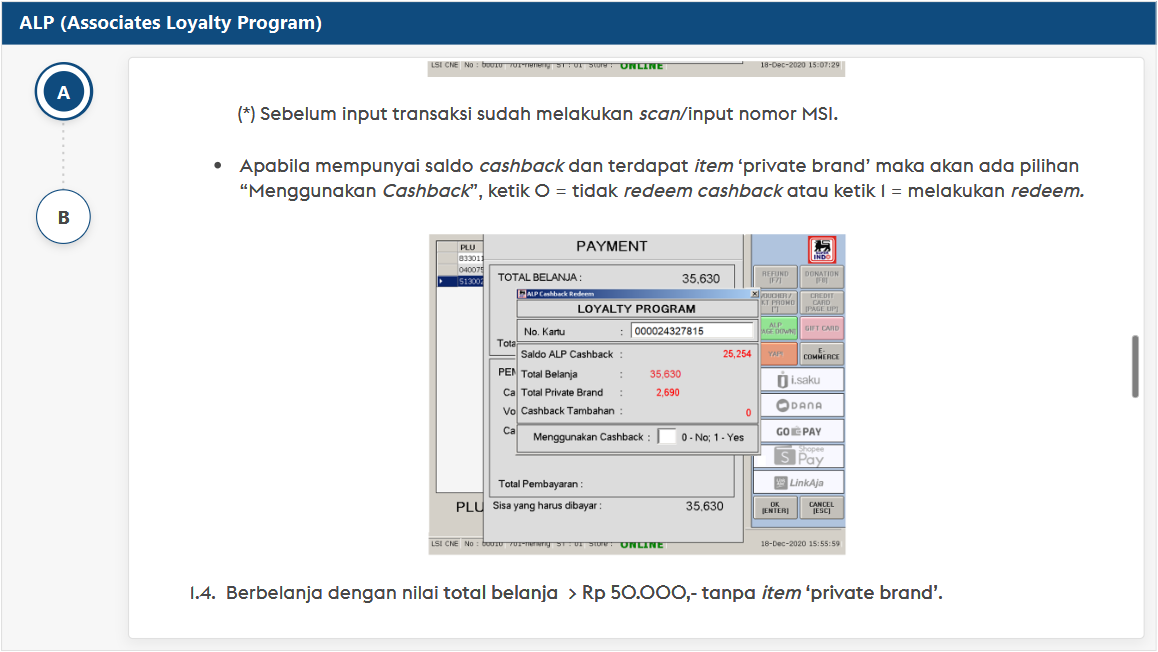 ALP (Associates Loyalty Program)
A
B
LSI CNE No : 00010 701-heneng ST : 01 Store : ONLINE 18-Dec-2020 15:07:29
(*) Sebelum input transaksi sudah melakukan scan/input nomor MSI.
• Apabila mempunyai saldo cashback dan terdapat item ‘private brand’ maka akan ada pilihan
“Menggunakan Cashback”, ketik 0 = tidak redeem cashback atau ketik 1 = melakukan redeem.
PLU
83301
04007
51300
PAYMENT
TOTAL BELANJA : 35,630
ALP Cashback Redeem
LOYALTY PROGRAM
No. Kartu : 000024327815
Saldo ALP Cashback : 25,254
Total Belanja : 35,630
Total Private Brand : 2,690
Cashback Tambahan : 0
Menggunakan Cashback : 0 - No; 1 - Yes
Tota
PEM
Ca
Vo
Ca
Total Pembayaran :
Sisa yang harus dibayar : 35,630
PLU
INDO
REFUND [F7]
DONATION [F8]
VOUCHER /
KT PROMO
CREDIT CARD [PAGE UP]
ALP
AGE DOWN]
GIFT CARD
E-COMMERCE
i.saku
DANA
GO PAY
Shopee Pay
LinkAja
OK [ENTER]
CANCEL [ESC]
LSI CNE No : 00010 701-heneng ST : 01 Store : ONLINE 18-Dec-2020 15:55:59
1.4. Berbelanja dengan nilai total belanja > Rp 50.000,- tanpa item ‘private brand’.